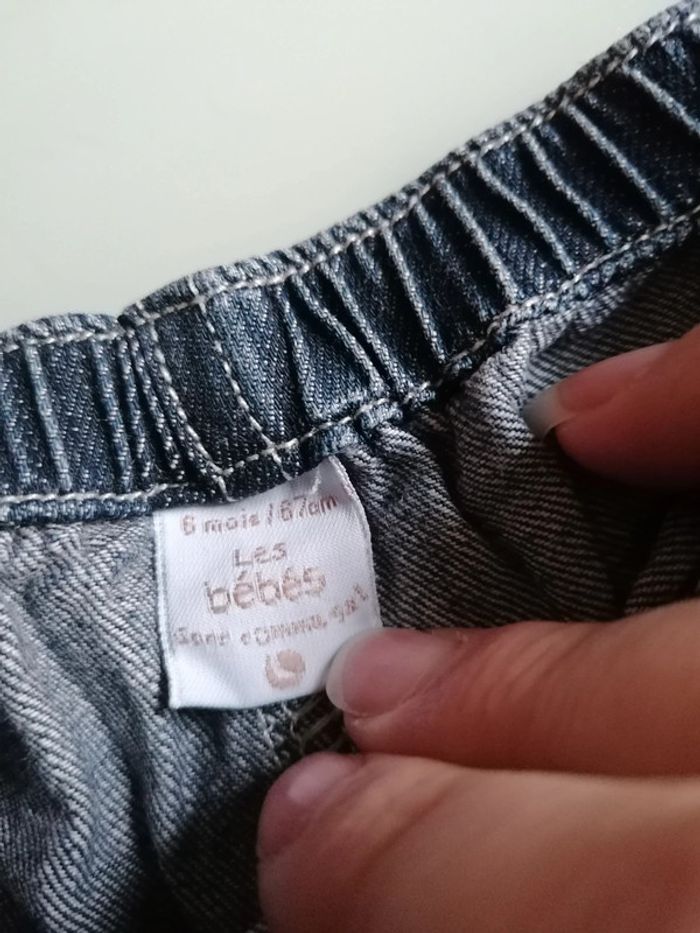 6 mois / 67cm
Les
bébés
sont comme ça!